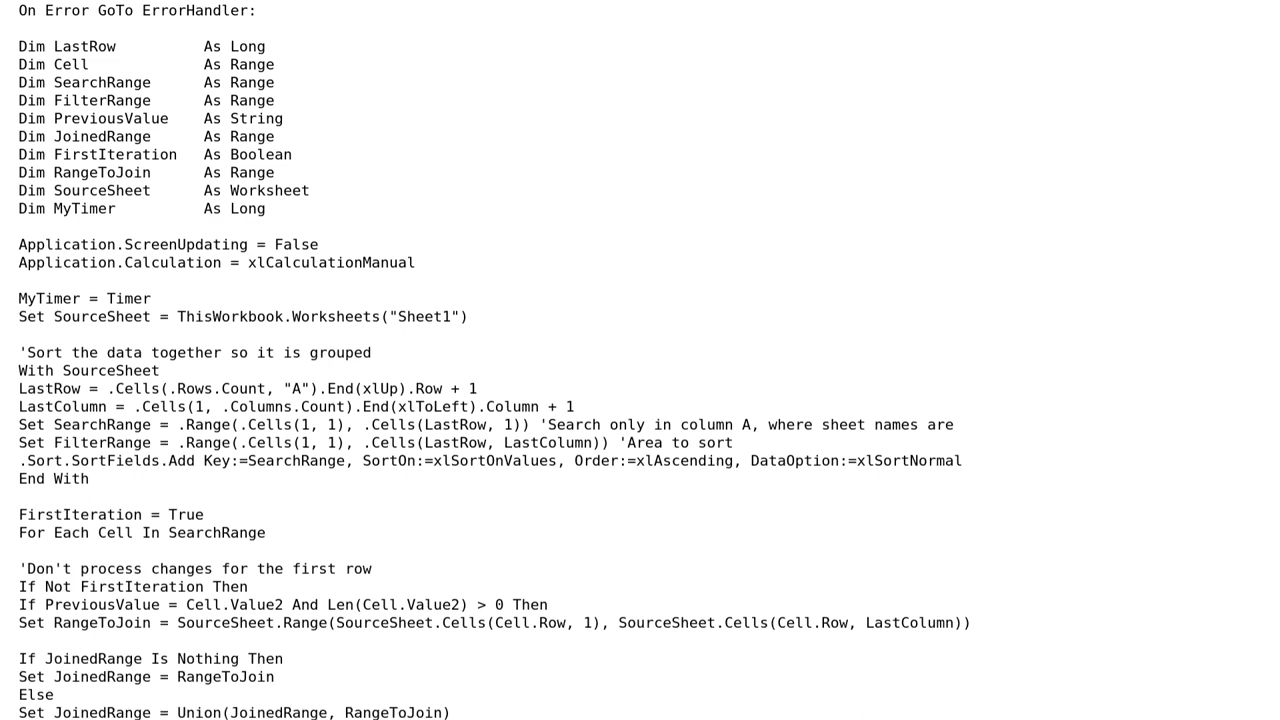 On Error GoTo ErrorHandler:
Dim LastRow As Long
Dim Cell As Range
Dim SearchRange As Range
Dim FilterRange As Range
Dim PreviousValue As String
Dim JoinedRange As Range
Dim FirstIteration As Boolean
Dim RangeToJoin As Range
Dim SourceSheet As Worksheet
Dim MyTimer As Long
Application.ScreenUpdating = False
Application.Calculation = xlCalculationManual
MyTimer = Timer
Set SourceSheet = ThisWorkbook.Worksheets("Sheet1")
'Sort the data together so it is grouped
With SourceSheet
LastRow = .Cells(.Rows.Count, "A").End(xlUp).Row + 1
LastColumn = .Cells(1, .Columns.Count).End(xlToLeft).Column + 1
Set SearchRange = .Range(.Cells(1, 1), .Cells(LastRow, 1)) 'Search only in column A, where sheet names are
Set FilterRange = .Range(.Cells(1, 1), .Cells(LastRow, LastColumn)) 'Area to sort
.Sort.SortFields.Add Key:=SearchRange, SortOn:=xlSortOnValues, Order:=xlAscending, DataOption:=xlSortNormal
End With
FirstIteration = True
For Each Cell In SearchRange
'Don't process changes for the first row
If Not FirstIteration Then
If PreviousValue = Cell.Value2 And Len(Cell.Value2) > 0 Then
Set RangeToJoin = SourceSheet.Range(SourceSheet.Cells(Cell.Row, 1), SourceSheet.Cells(Cell.Row, LastColumn))
If JoinedRange Is Nothing Then
Set JoinedRange = RangeToJoin
Else
Set JoinedRange = Union(JoinedRange, RangeToJoin)